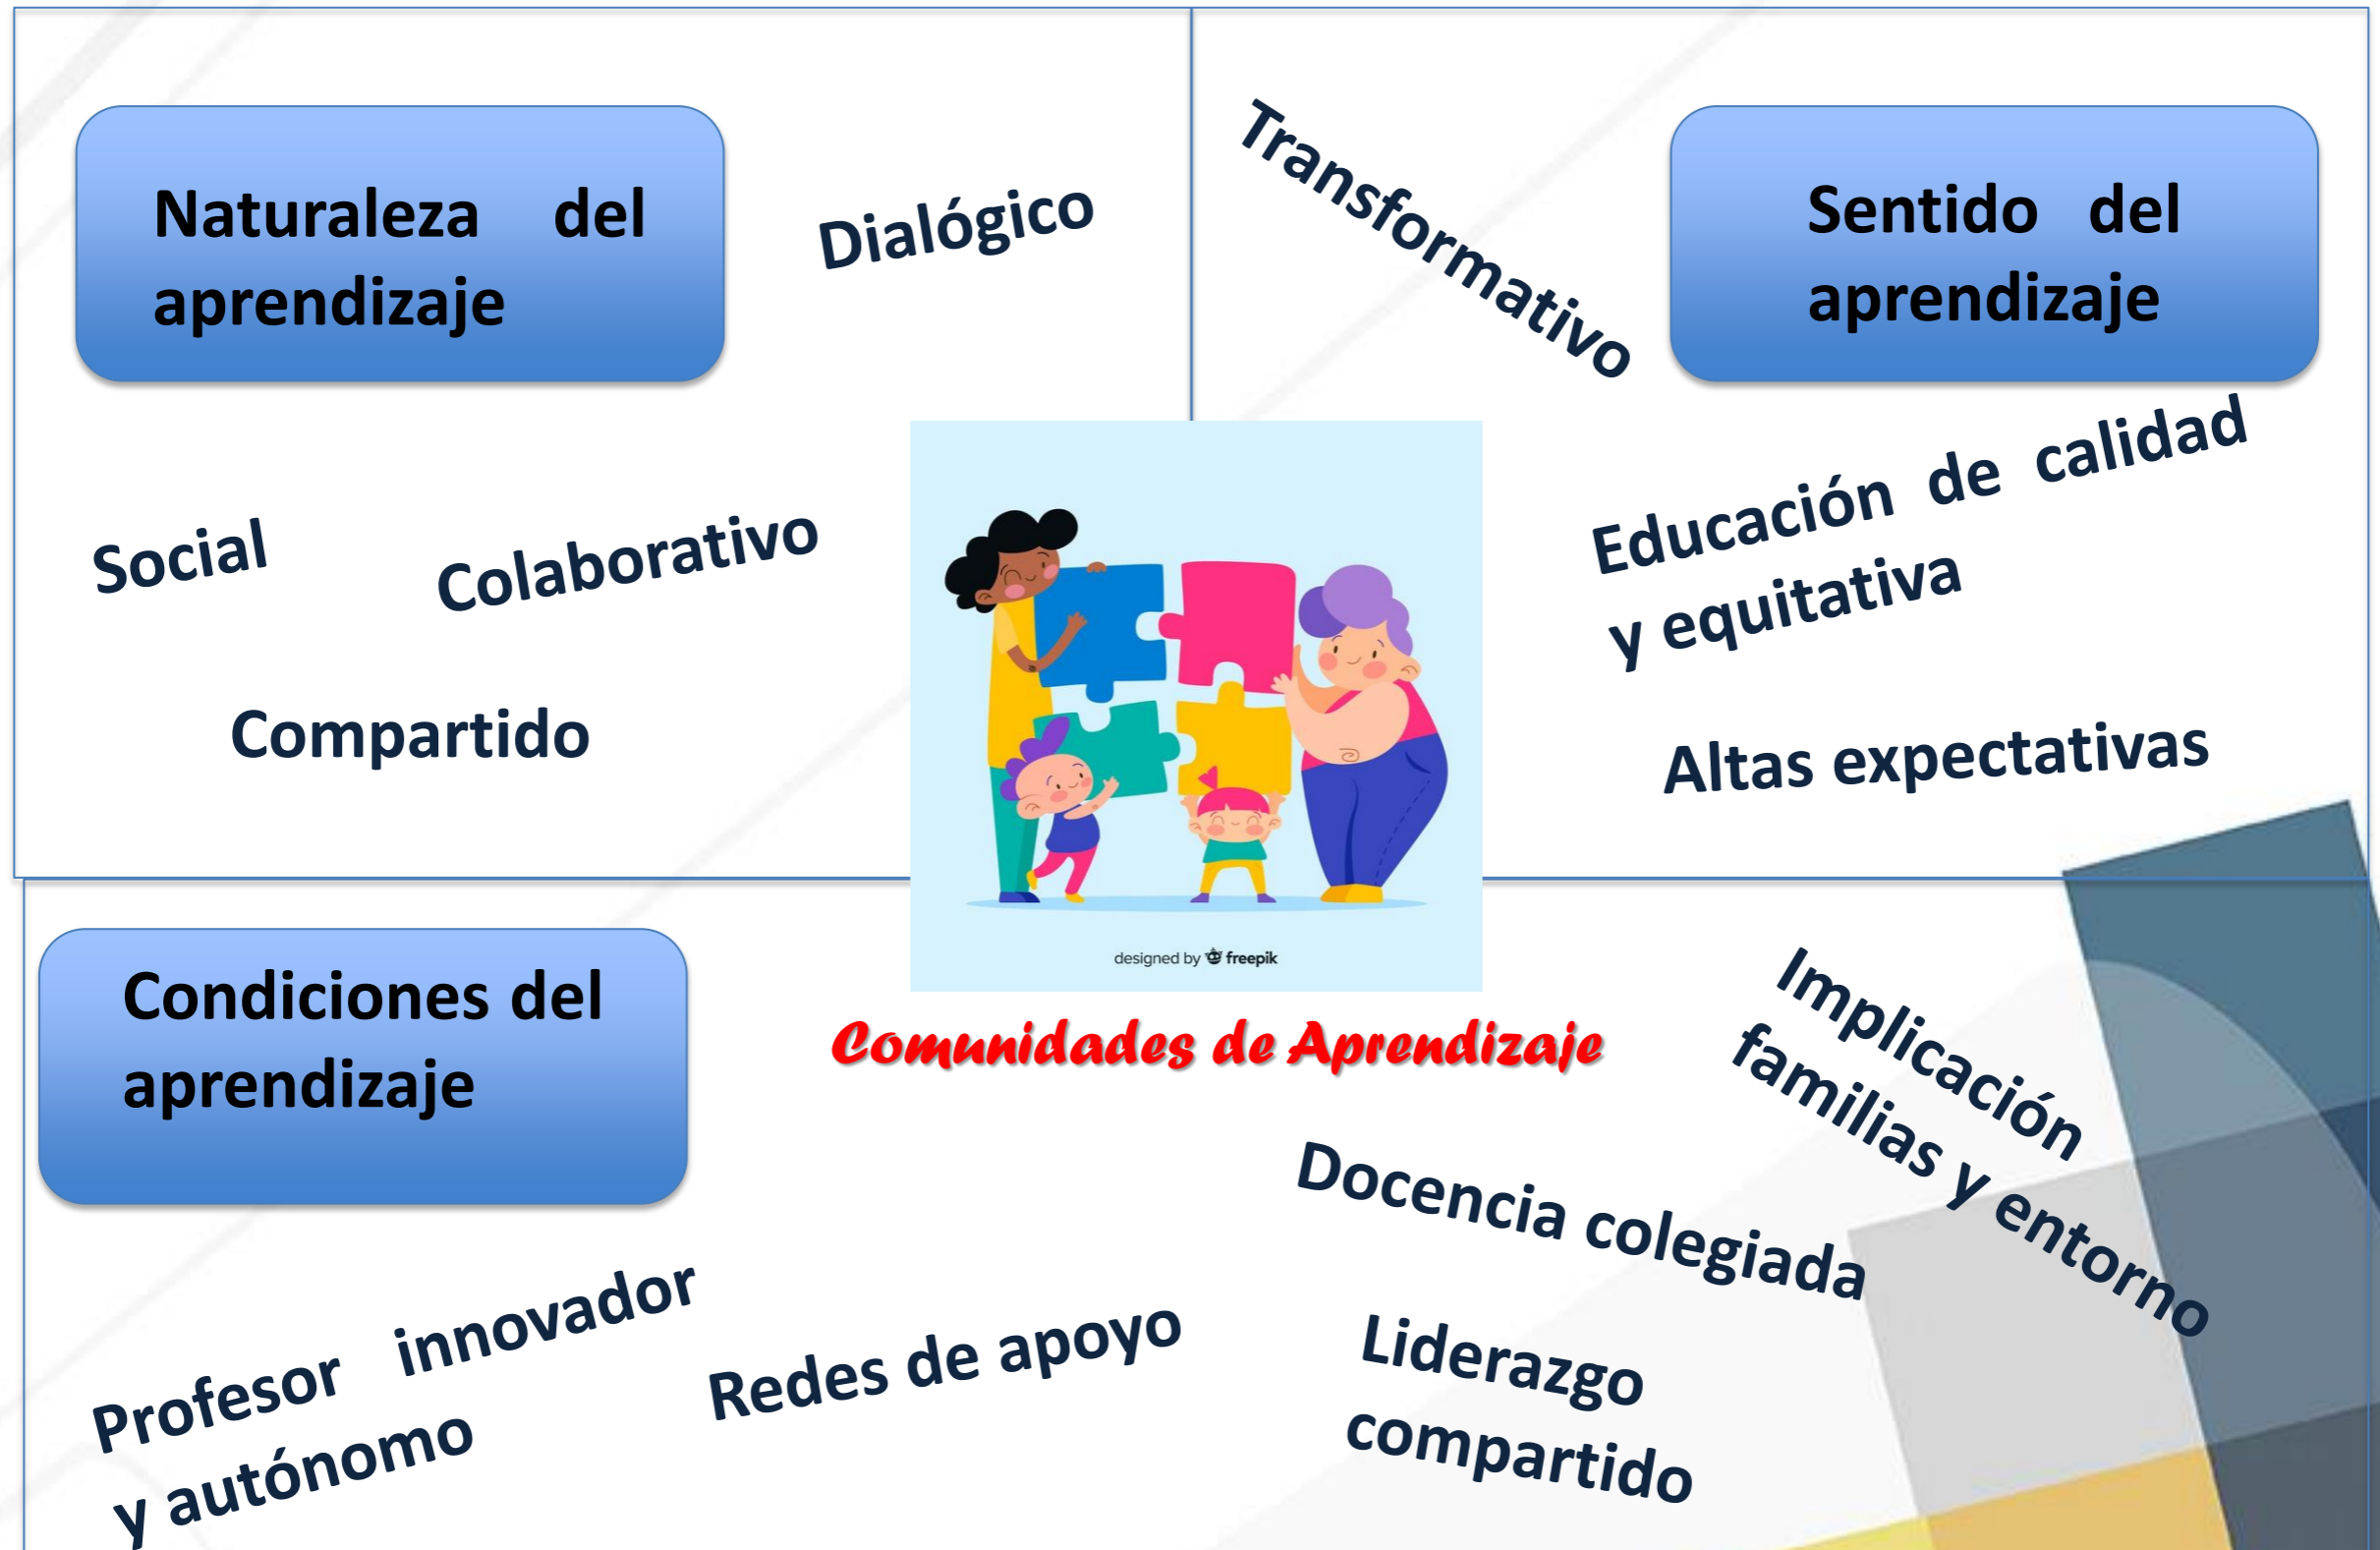 Naturaleza del
aprendizaje
Dialógico
Social
Colaborativo
Compartido
Transformativo
Sentido del
aprendizaje
Educación de calidad
y equitativa
Altas expectativas
designed by freepik
Comunidades de Aprendizaje
Condiciones del
aprendizaje
Profesor innovador
y autónomo
Redes de apoyo
Docencia colegiada
Liderazgo
compartido
Implicación
familias y entorno